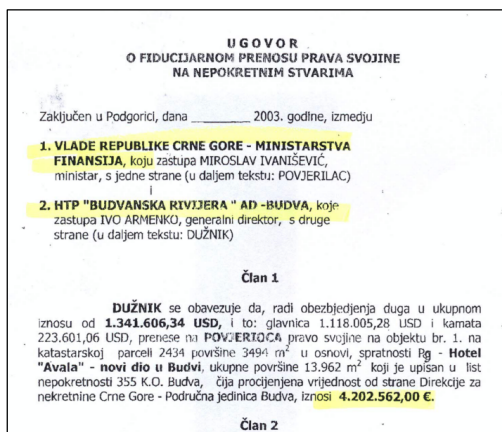 U G O V O R
O FIDUCIJARNOM PRENOSU PRAVA SVOJINE
NA NEPOKRETNIM STVARIMA
Zaključen u Podgorici, dana ________ 2003. godine, izmedju
1. VLADE REPUBLIKE CRNE GORE - MINISTARSTVA
FINANSIJA, koju zastupa MIROSLAV IVANIŠEVIĆ,
ministar, s jedne strane (u daljem tekstu: POVJERILAC)
i
2. HTP "BUDVANSKA RIVIJERA " AD -BUDVA, koje
zastupa IVO ARMENKO, generalni direktor, s druge
strane (u daljem tekstu: DUŽNIK)
Član 1
DUŽNIK se obavezuje da, radi obezbjedjenja duga u ukupnom
iznosu od 1.341.606,34 USD, i to: glavnica 1.118.005,28 USD i kamata
223.601,06 USD, prenese na POVJERIOCA pravo svojine na objektu br. 1. na
katastarskoj parceli 2434 površine 3494 m² u osnovi, spratnosti - Hotel
"Avala" - novi dio u Budvi, ukupne površine 13.962 m² koji je upisan u list
nepokretnosti 355 K.O. Budva, čija procijenjena vrijednost od strane Direkcije za
nekretnine Crne Gore - Područna jedinica Budva, iznosi 4.202.562,00 €.
Član 2